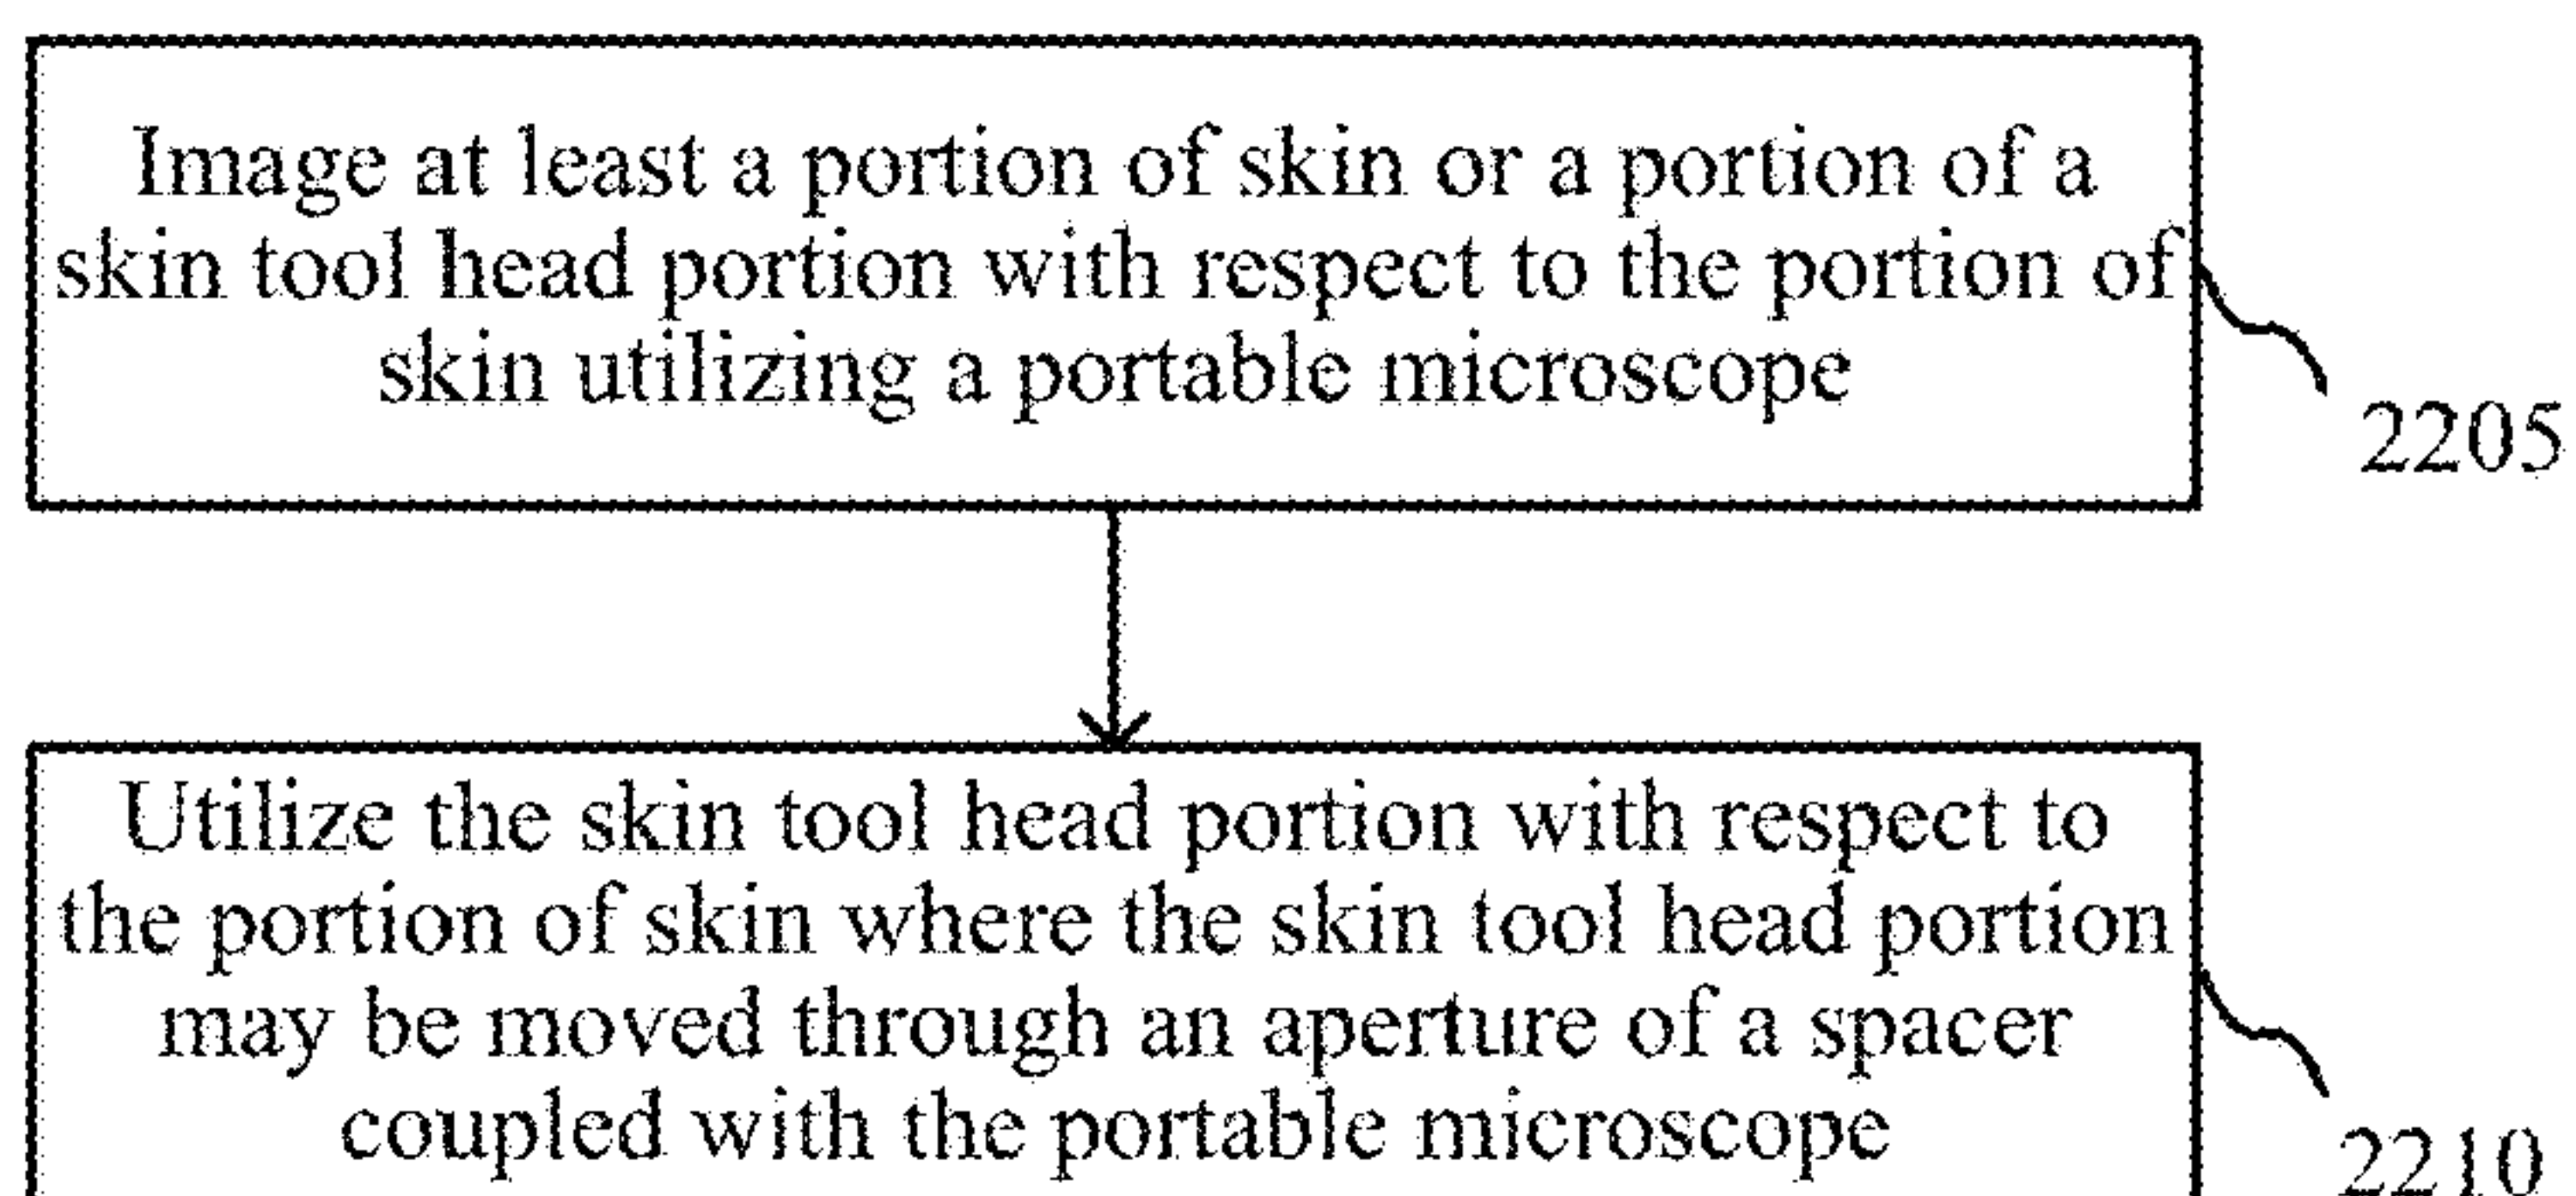 Image at least a portion of skin or a portion of a
skin tool head portion with respect to the portion of
skin utilizing a portable microscope
2205
Utilize the skin tool head portion with respect to
the portion of skin where the skin tool head portion
may be moved through an aperture of a spacer
coupled with the portable microscope
2210